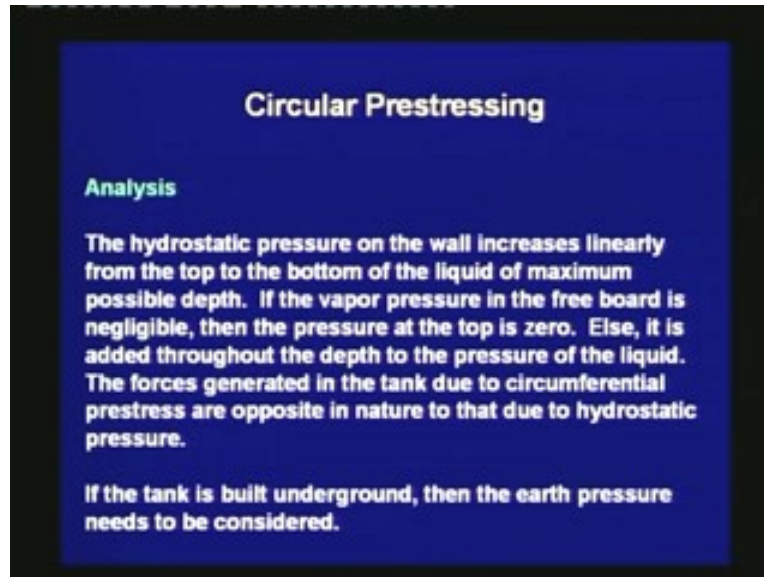 Circular Prestressing
Analysis
The hydrostatic pressure on the wall increases linearly
from the top to the bottom of the liquid of maximum
possible depth. If the vapor pressure in the free board is
negligible, then the pressure at the top is zero. Else, it is
added throughout the depth to the pressure of the liquid.
The forces generated in the tank due to circumferential
prestress are opposite in nature to that due to hydrostatic
pressure.
If the tank is built underground, then the earth pressure
needs to be considered.